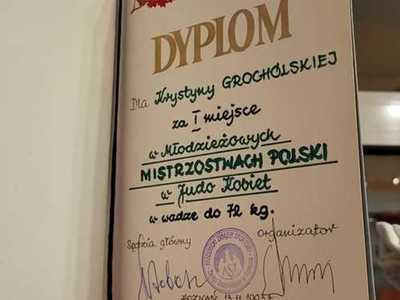 DYPLOM
Dla Krystyny GROCHOLSKIEJ
za I miejsce
w Młodzieżowych
MISTRZOSTWACH POLSKI
w Judo Kobiet
w wadze do 72 kg.
Sędzia główny organizator